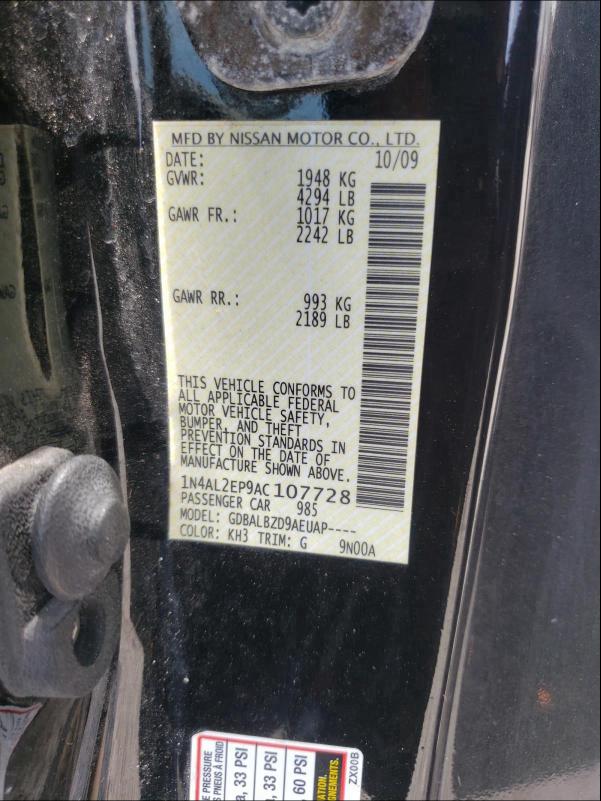 MFD BY NISSAN MOTOR CO., LTD.
DATE: 10/09
GVWR: 1948 KG
4294 LB
GAWR FR.: 1017 KG
2242 LB
GAWR RR.: 993 KG
2189 LB
THIS VEHICLE CONFORMS TO
ALL APPLICABLE FEDERAL
MOTOR VEHICLE SAFETY,
BUMPER, AND THEFT
PREVENTION STANDARDS IN
EFFECT ON THE DATE OF
MANUFACTURE SHOWN ABOVE.
1N4AL2EP9AC107728
PASSENGER CAR 985
MODEL: GDBALBZD9AEUAP----
COLOR: KH3 TRIM: G 9N00A
PRESSURE
PNEUS À FROID
33 PSI
33 PSI
60 PSI
ZX00B